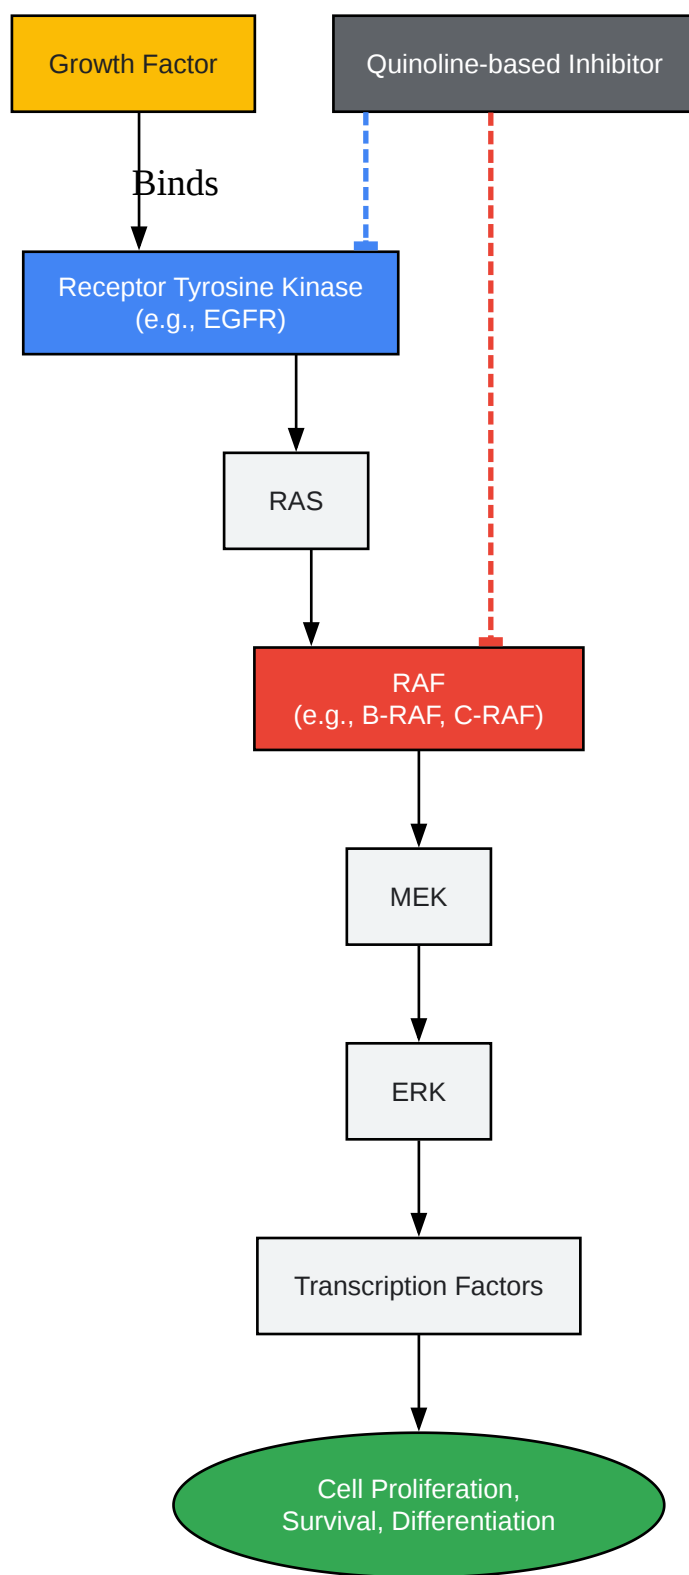 Growth Factor
Quinoline-based Inhibitor
Binds
Receptor Tyrosine Kinase
(e.g., EGFR)
RAS
RAF
(e.g., B-RAF, C-RAF)
MEK
ERK
Transcription Factors
Cell Proliferation,
Survival, Differentiation